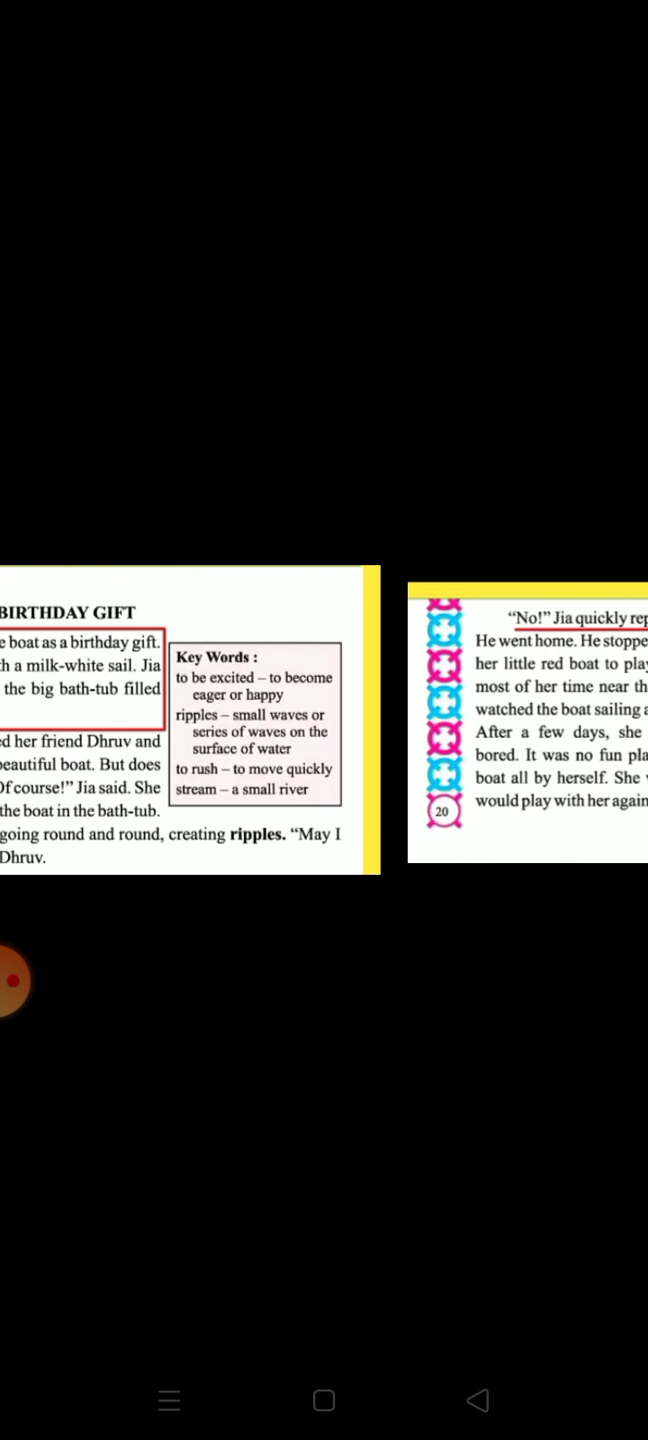 BIRTHDAY GIFT
e boat as a birthday gift.
h a milk-white sail. Jia
the big bath-tub filled
ed her friend Dhruv and
beautiful boat. But does
Of course!” Jia said. She
the boat in the bath-tub.
going round and round, creating ripples. “May I
Dhruv.
Key Words :
to be excited – to become
eager or happy
ripples – small waves or
series of waves on the
surface of water
to rush – to move quickly
stream – a small river
“No!” Jia quickly rep
He went home. He stoppe
her little red boat to play
most of her time near th
watched the boat sailing a
After a few days, she
bored. It was no fun pla
boat all by herself. She
would play with her again
20